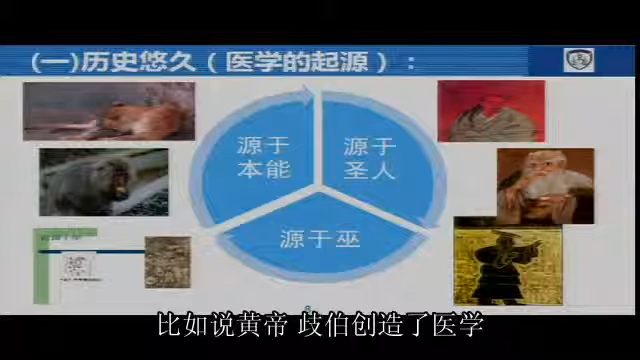 (一)历史悠久（医学的起源）：
源于
本能
源于
圣人
源于巫
比如说黄帝 歧伯创造了医学